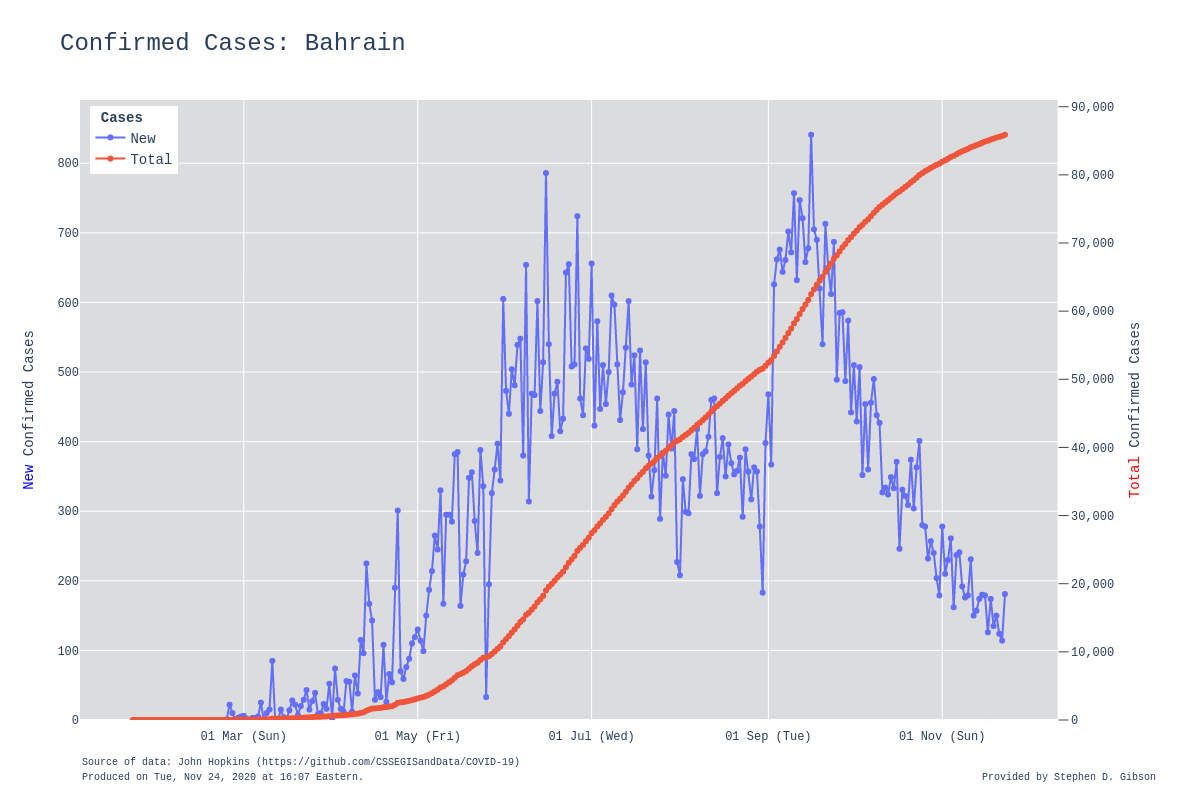 Confirmed Cases: Bahrain
Cases
New
Total
90,000
80,000
70,000
60,000
50,000
40,000
30,000
20,000
10,000
0
800
700
600
500
400
300
200
100
0
New Confirmed Cases
Total Confirmed Cases
01 Mar (Sun) 01 May (Fri) 01 Jul (Wed) 01 Sep (Tue) 01 Nov (Sun)
Source of data: John Hopkins (https://github.com/CSSEGISandData/COVID-19)
Produced on Tue, Nov 24, 2020 at 16:07 Eastern.
Provided by Stephen D. Gibson